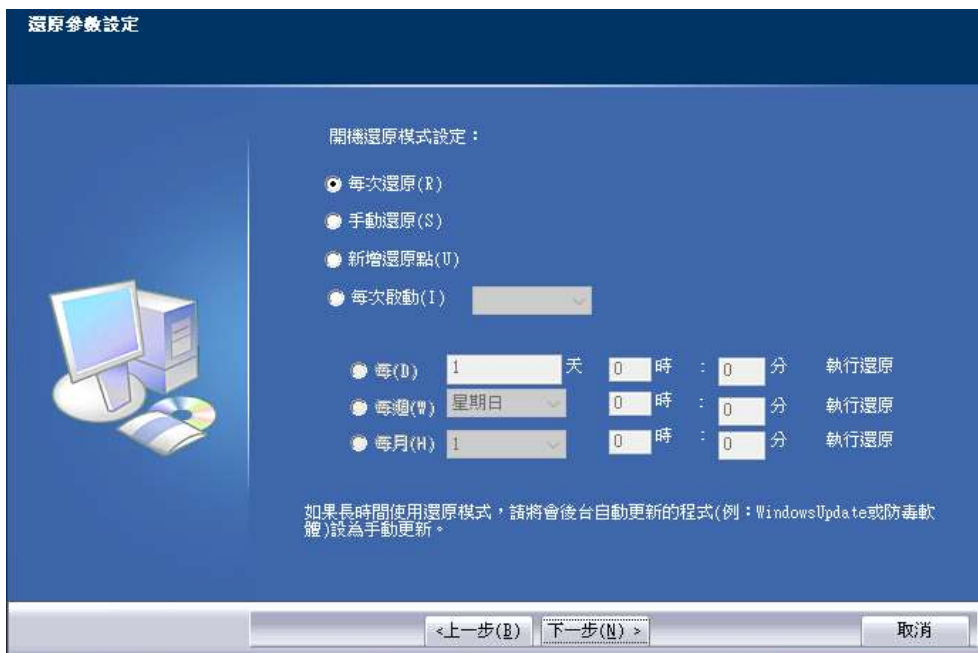 還原參數設定
開機還原模式設定：
每次還原(R)
手動還原(S)
新增還原點(U)
每次啟動(I)
每(D) 1 天 0 時 : 0 分 執行還原
每週(W) 星期日 0 時 : 0 分 執行還原
每月(H) 1 0 時 : 0 分 執行還原
如果長時間使用還原模式，請將會後台自動更新的程式(例：WindowsUpdate或防毒軟
體)設為手動更新。
<上一步(B) 下一步(N) > 取消